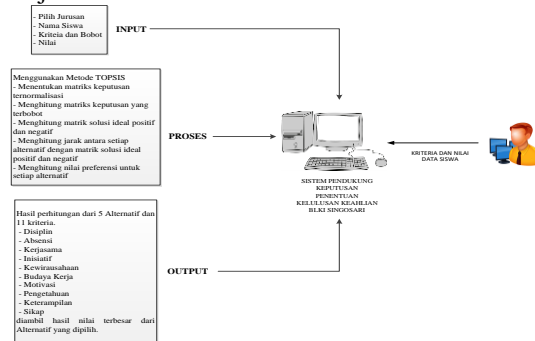 - Pilih Jurusan
- Nama Siswa
- Kriteia dan Bobot
- Nilai
INPUT
Menggunakan Metode TOPSIS
- Menentukan matriks keputusan
ternormalisasi
- Menghitung matriks keputusan yang
terbobot
- Menghitung matrik solusi ideal positif
dan negatif
- Menghitung jarak antara setiap
alternatif dengan matrik solusi ideal
positif dan negatif
- Menghitung nilai preferensi untuk
setiap alternatif
PROSES
KRITERIA DAN NILAI
DATA SISWA
SISTEM PENDUKUNG
KEPUTUSAN
PENENTUAN
KELULUSAN KEAHLIAN
BLKI SINGOSARI
Hasil perhitungan dari 5 Alternatif dan
11 kriteria.
- Disiplin
- Absensi
- Kerjasama
- Inisiatif
- Kewirausahaan
- Budaya Kerja
- Motivasi
- Pengetahuan
- Keterampilan
- Sikap
diambil hasil nilai terbesar dari
Alternatif yang dipilih.
OUTPUT